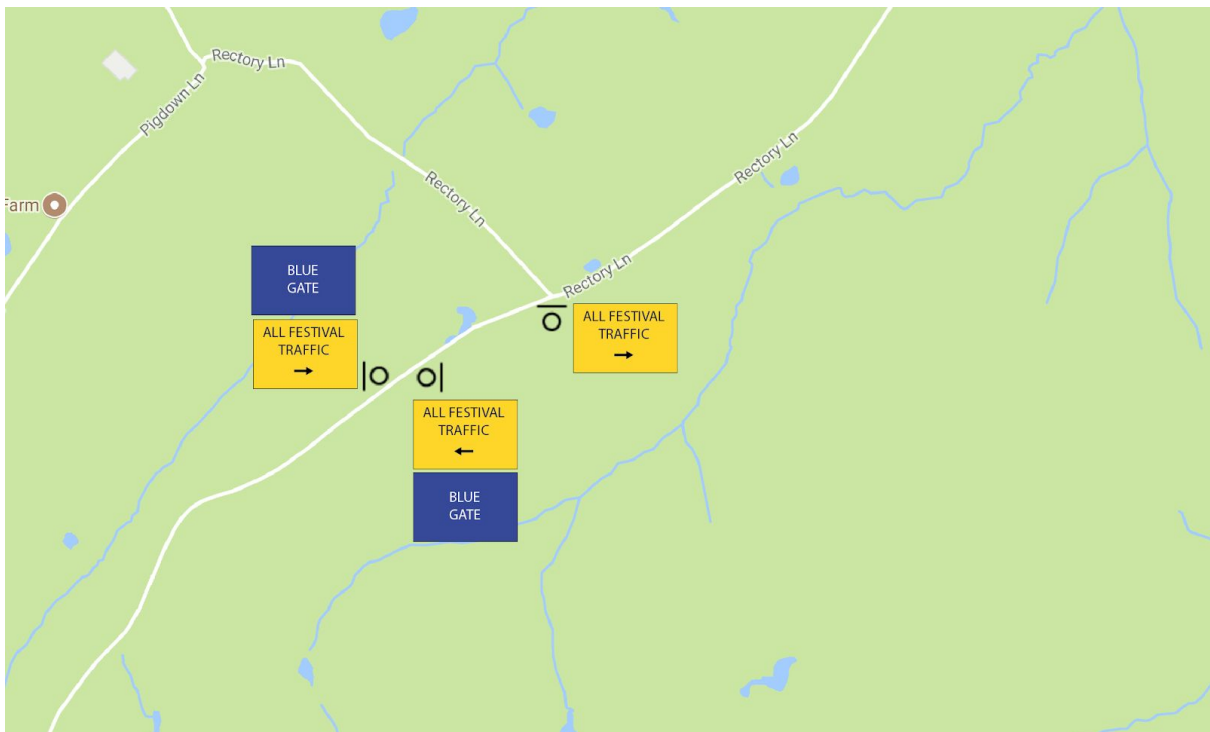 Rectory Ln
Pigdown Ln
Rectory Ln
Rectory Ln
Farm
Rectory Ln
BLUE
GATE
ALL FESTIVAL
TRAFFIC
→
ALL FESTIVAL
TRAFFIC
→
ALL FESTIVAL
TRAFFIC
←
BLUE
GATE